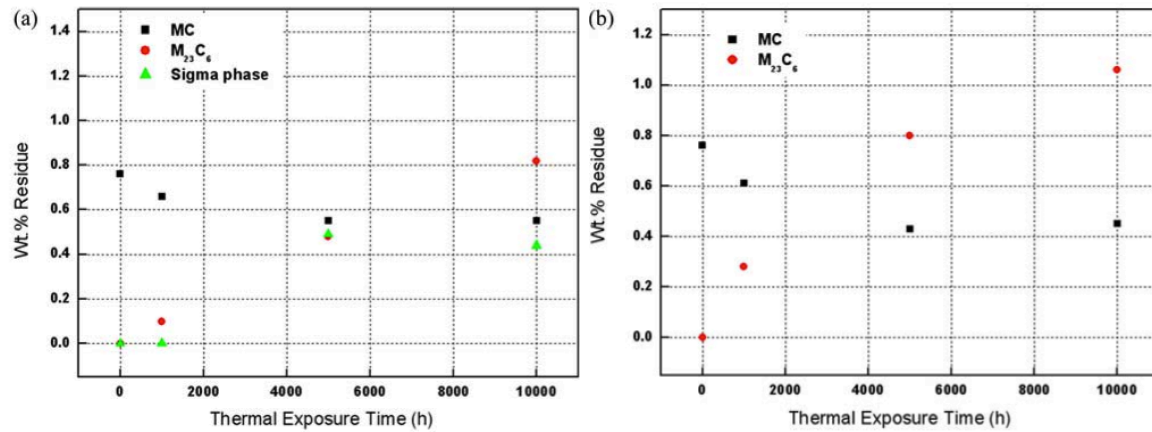 (a)
MC
M₂₃C₆
Sigma phase
1.4
1.2
1.0
0.8
0.6
0.4
0.2
0.0
Wt.% Residue
0 2000 4000 6000 8000 10000
Thermal Exposure Time (h)
(b)
MC
M₂₃C₆
1.2
1.0
0.8
0.6
0.4
0.2
0.0
Wt.% Residue
0 2000 4000 6000 8000 10000
Thermal Exposure Time (h)